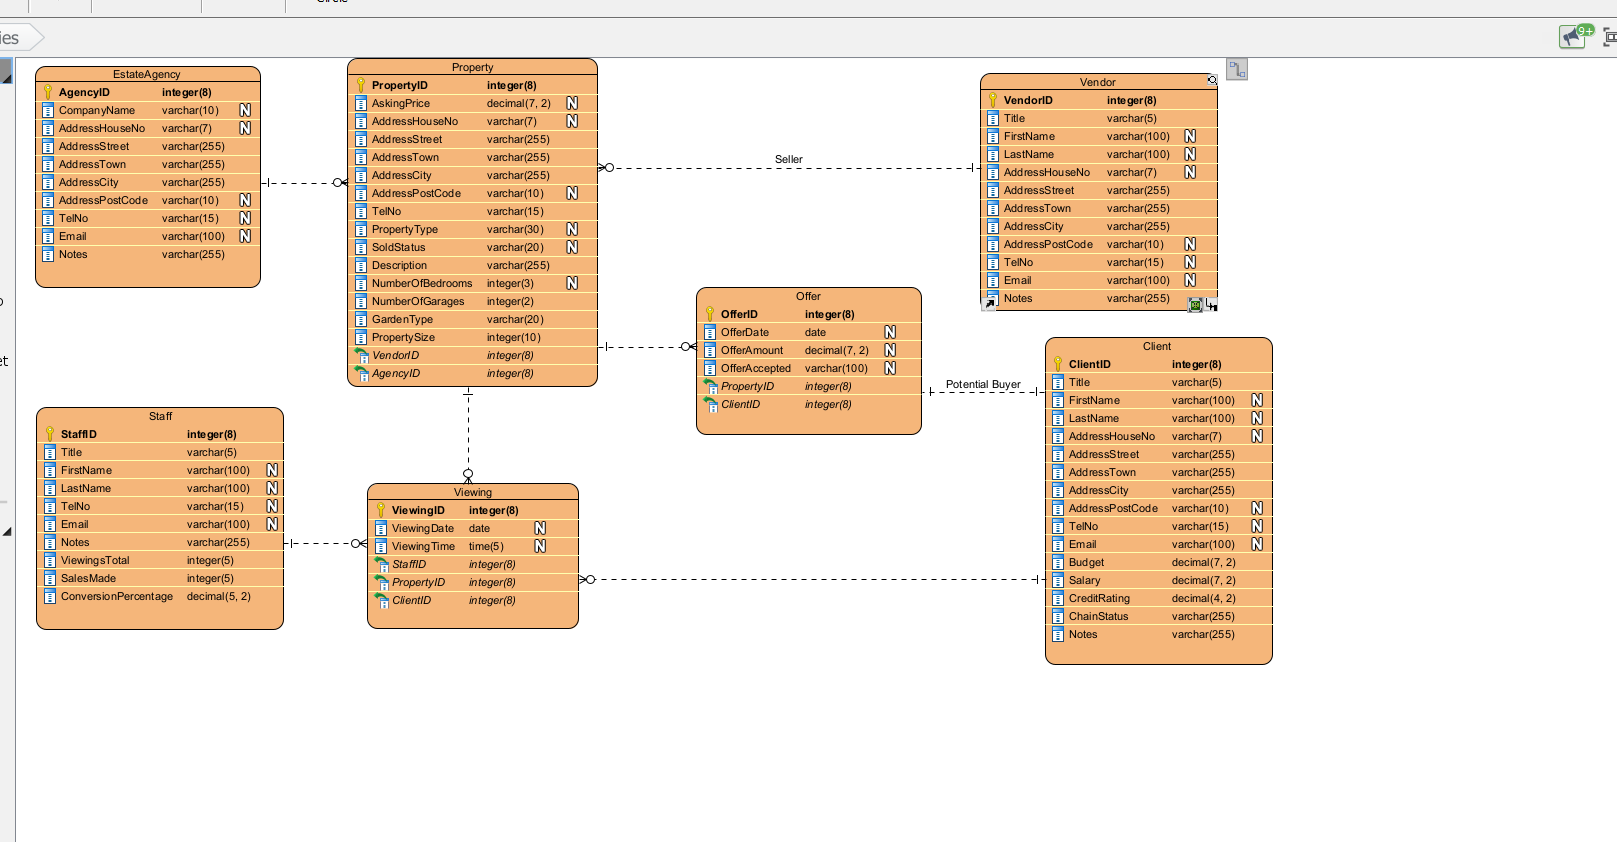 ies
9+
EstateAgency
AgencyID integer(8)
CompanyName varchar(10) N
AddressHouseNo varchar(7) N
AddressStreet varchar(255)
AddressTown varchar(255)
AddressCity varchar(255)
AddressPostCode varchar(10) N
TelNo varchar(15) N
Email varchar(100) N
Notes varchar(255)
Property
PropertyID integer(8)
AskingPrice decimal(7, 2) N
AddressHouseNo varchar(7) N
AddressStreet varchar(255)
AddressTown varchar(255)
AddressCity varchar(255)
AddressPostCode varchar(10) N
TelNo varchar(15)
PropertyType varchar(30) N
SoldStatus varchar(20) N
Description varchar(255)
NumberOfBedrooms integer(3) N
NumberOfGarages integer(2)
GardenType varchar(20)
PropertySize integer(10)
VendorID integer(8)
AgencyID integer(8)
Seller
Vendor
VendorID integer(8)
Title varchar(5)
FirstName varchar(100) N
LastName varchar(100) N
AddressHouseNo varchar(7) N
AddressStreet varchar(255)
AddressTown varchar(255)
AddressCity varchar(255)
AddressPostCode varchar(10) N
TelNo varchar(15) N
Email varchar(100) N
Notes varchar(255)
Offer
OfferID integer(8)
OfferDate date N
OfferAmount decimal(7, 2) N
OfferAccepted varchar(100) N
PropertyID integer(8)
ClientID integer(8)
Potential Buyer
Client
ClientID integer(8)
Title varchar(5)
FirstName varchar(100) N
LastName varchar(100) N
AddressHouseNo varchar(7) N
AddressStreet varchar(255)
AddressTown varchar(255)
AddressCity varchar(255)
AddressPostCode varchar(10) N
TelNo varchar(15) N
Email varchar(100) N
Budget decimal(7, 2)
Salary decimal(7, 2)
CreditRating decimal(4, 2)
ChainStatus varchar(255)
Notes varchar(255)
Staff
StaffID integer(8)
Title varchar(5)
FirstName varchar(100) N
LastName varchar(100) N
TelNo varchar(15) N
Email varchar(100) N
Notes varchar(255)
ViewingsTotal integer(5)
SalesMade integer(5)
ConversionPercentage decimal(5, 2)
Viewing
ViewingID integer(8)
ViewingDate date N
ViewingTime time(5) N
StaffID integer(8)
PropertyID integer(8)
ClientID integer(8)